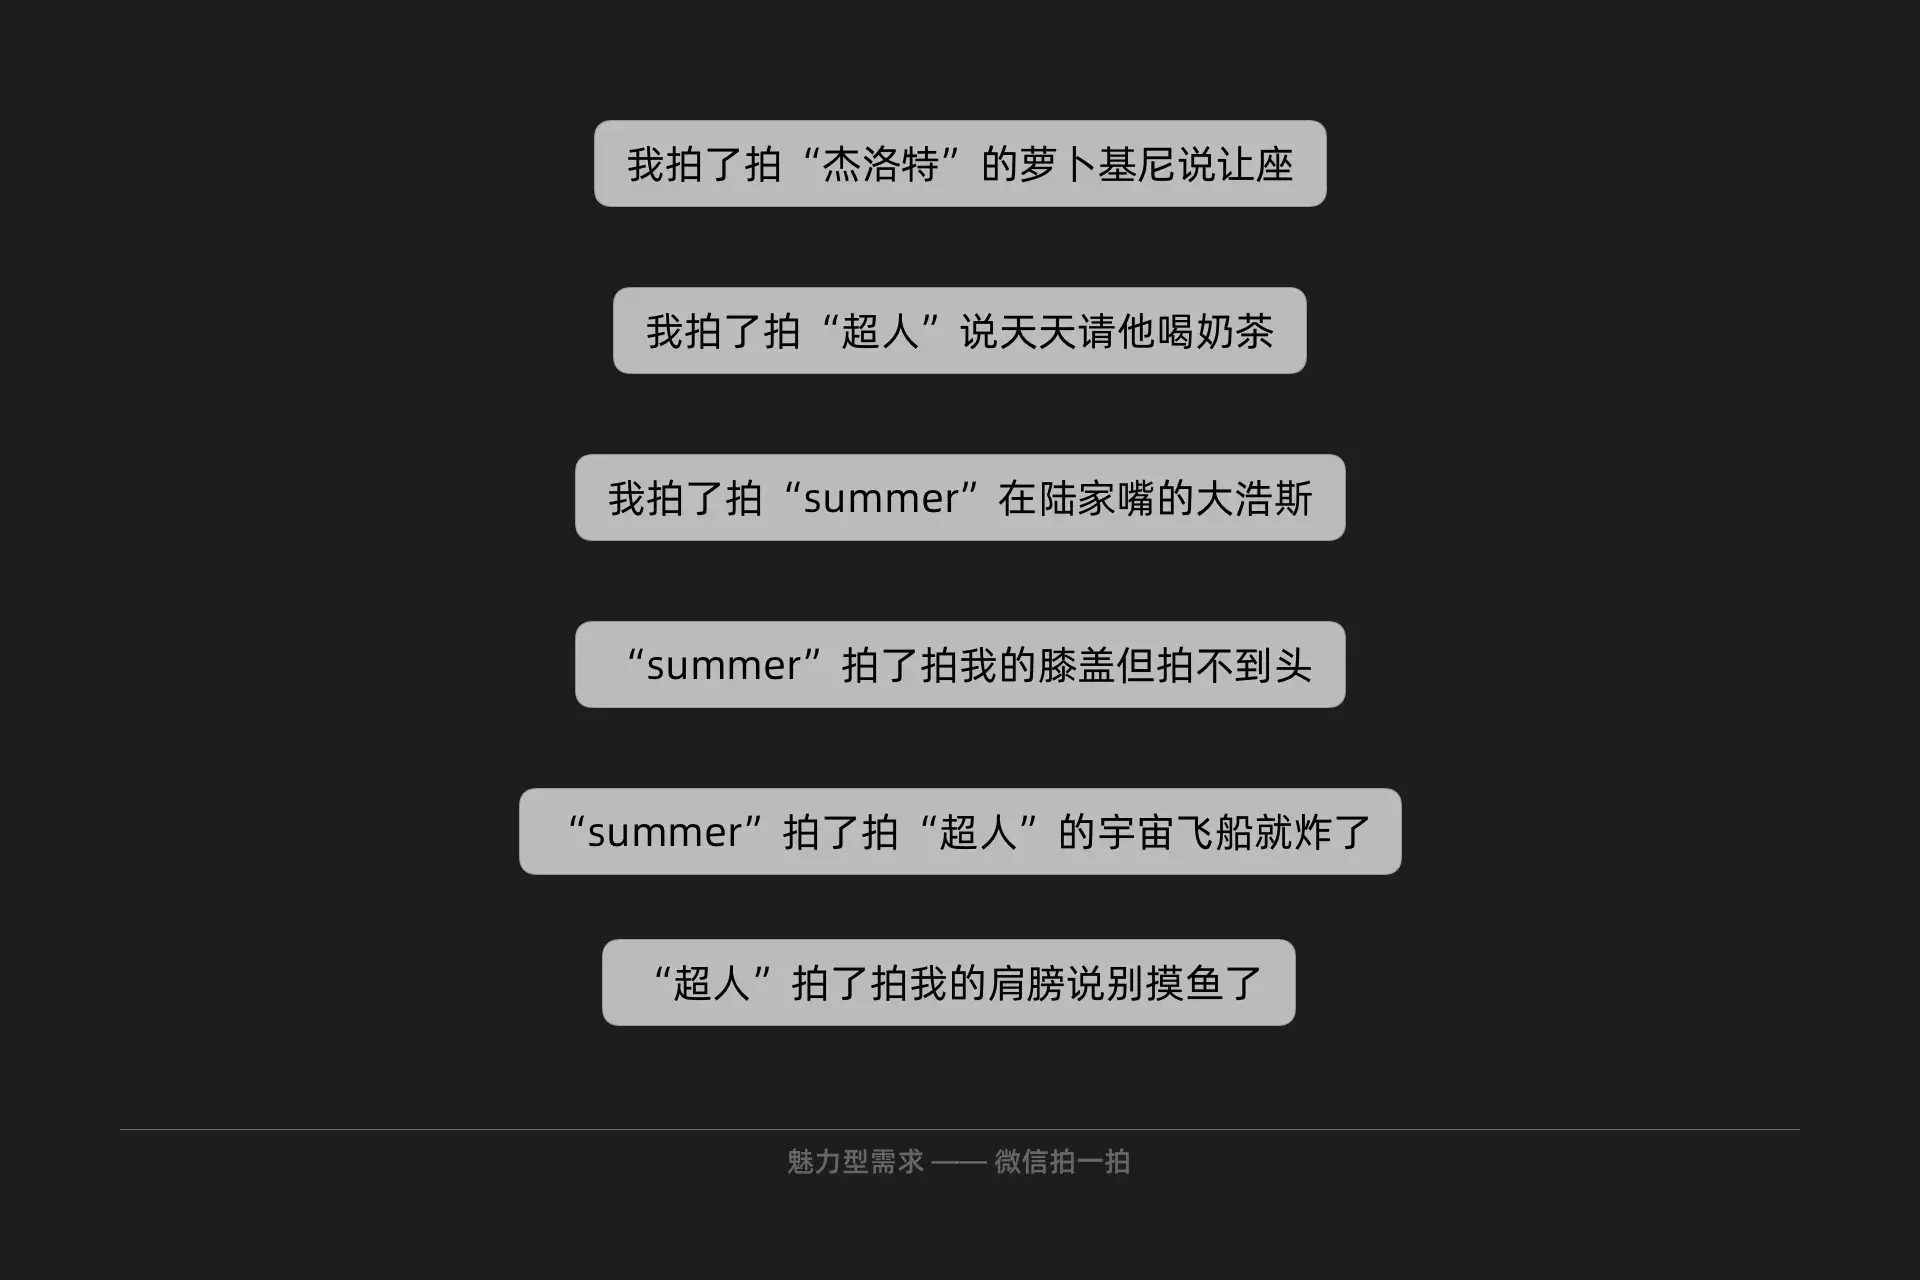 我拍了拍 “杰洛特” 的萝卜基尼说让座
我拍了拍 “超人” 说天天请他喝奶茶
我拍了拍 “summer” 在陆家嘴的大浩斯
“summer” 拍了拍我的膝盖但拍不到头
“summer” 拍了拍 “超人” 的宇宙飞船就炸了
“超人” 拍了拍我的肩膀说别摸鱼了
魅力型需求 —— 微信拍一拍